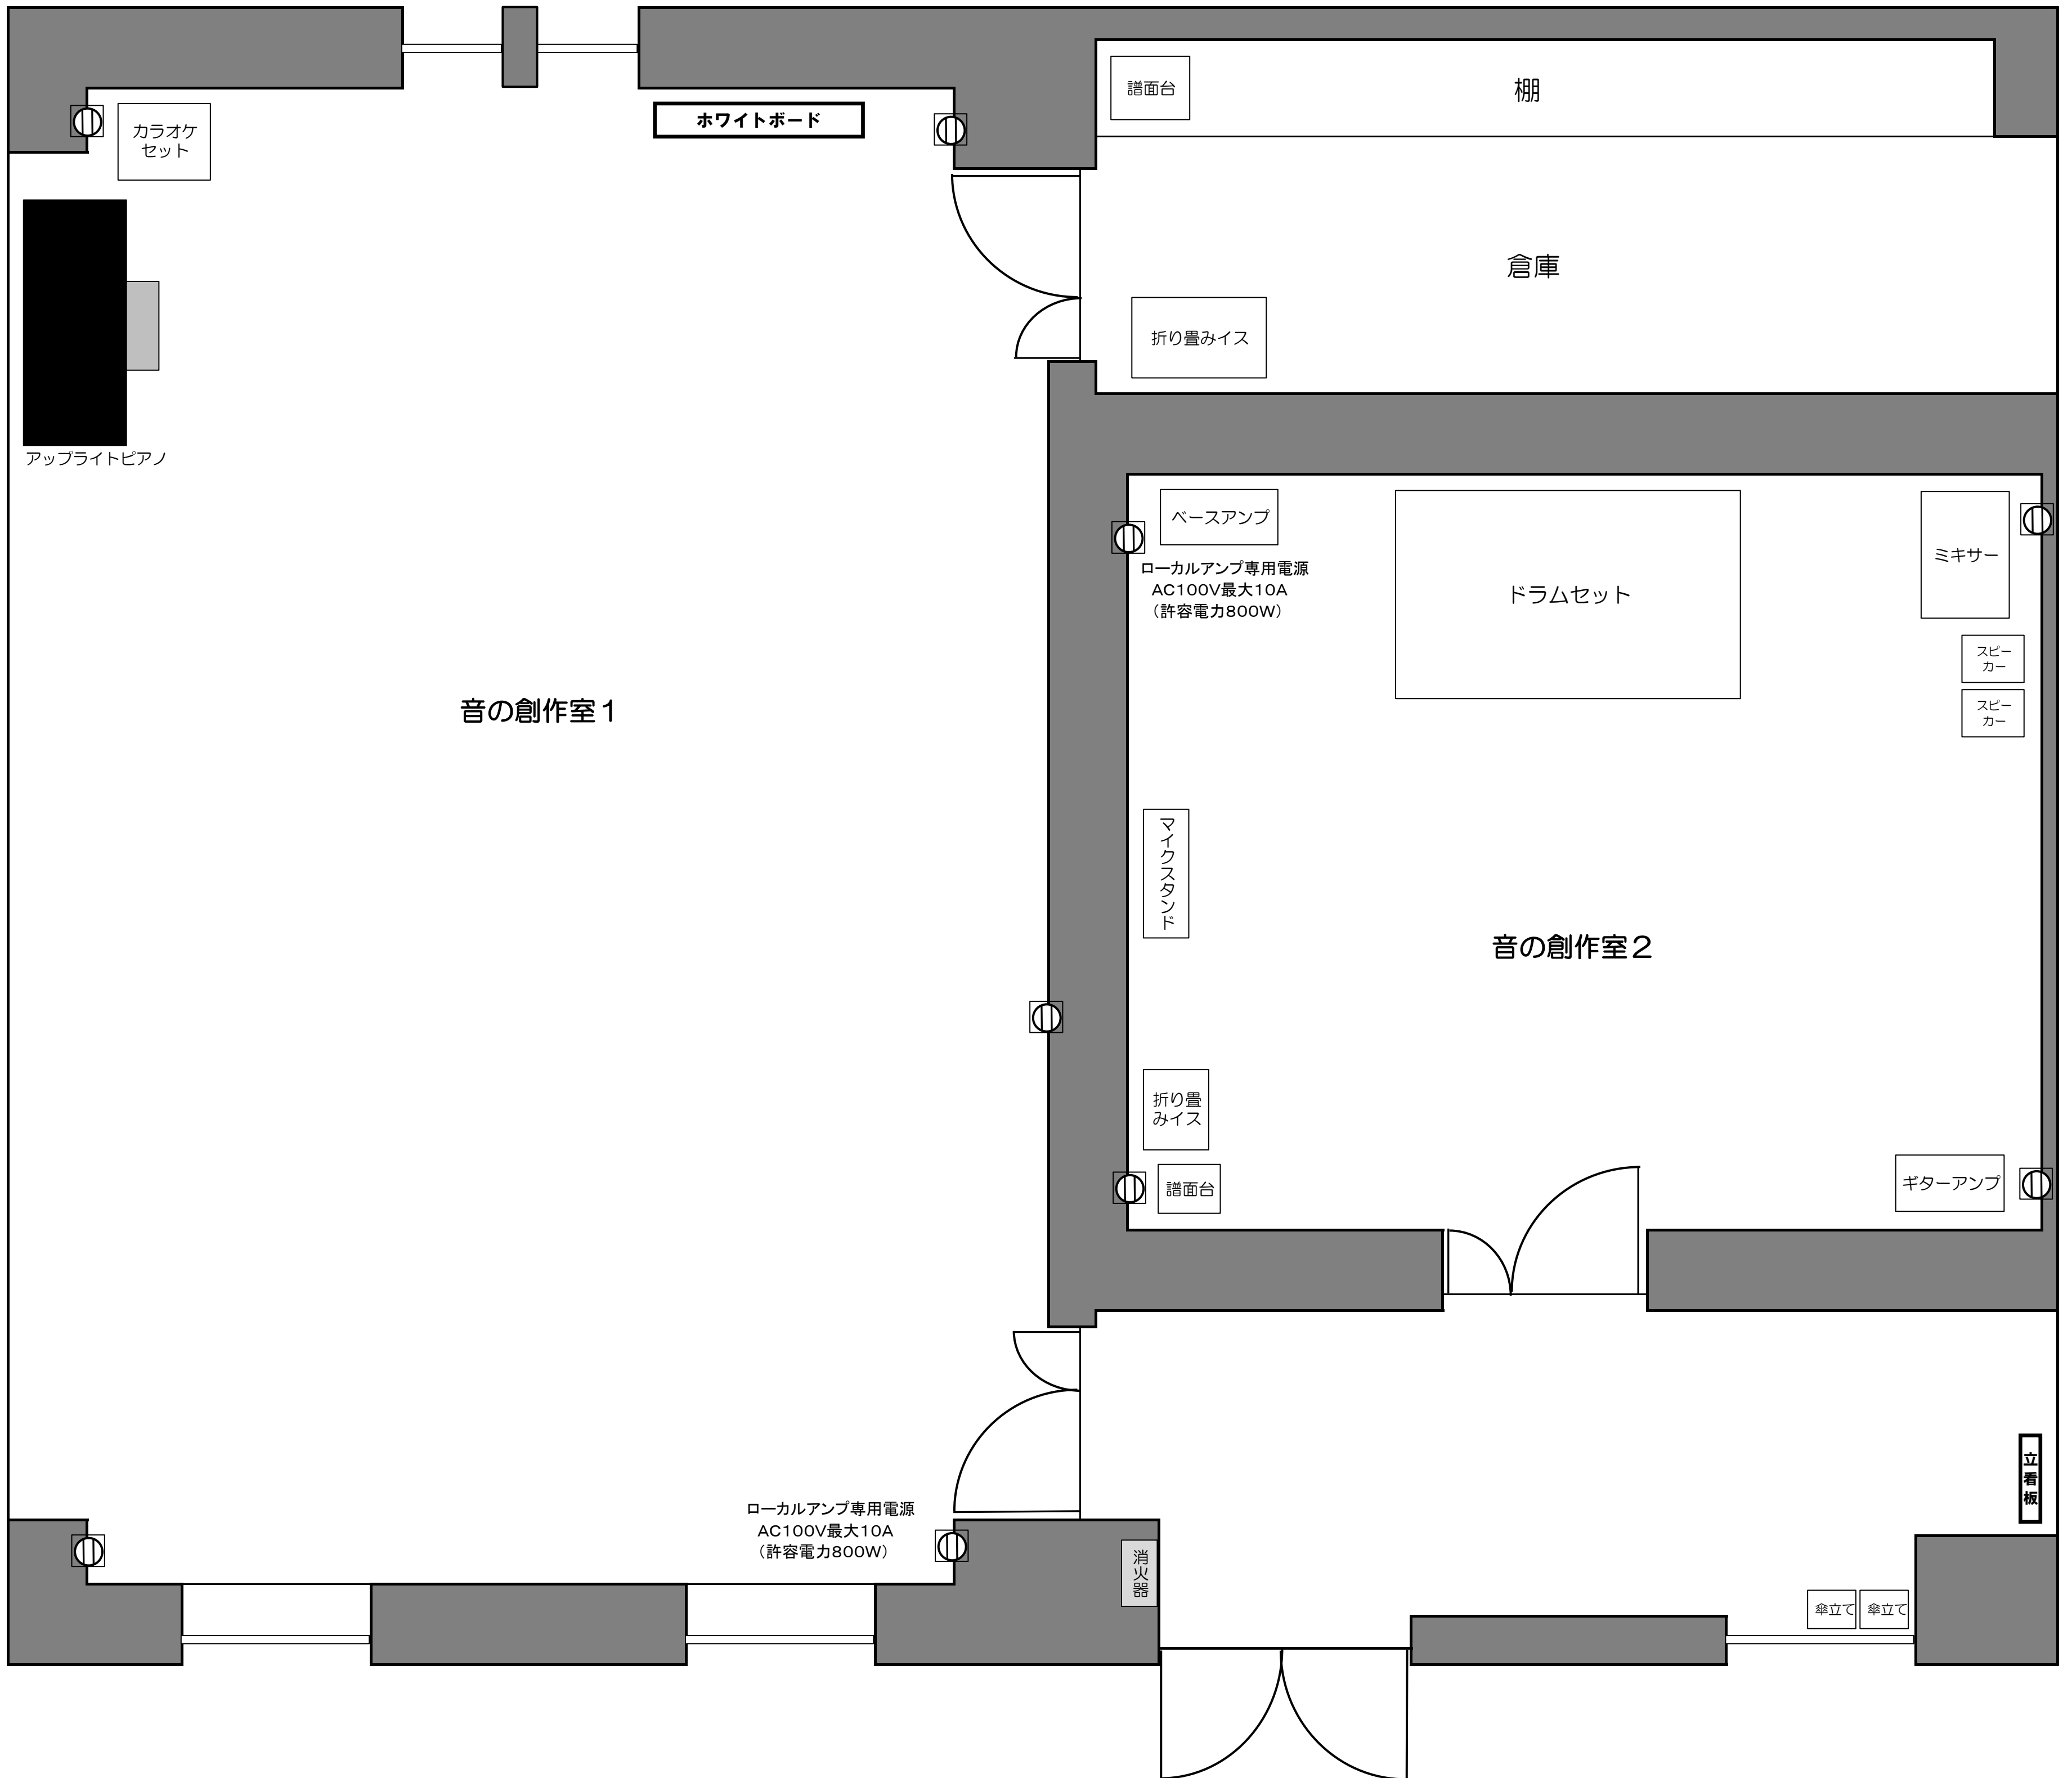 譜面台
棚
ホワイトボード
カラオケ
セット
倉庫
折り畳みイス
アップライトピアノ
ベースアンプ
ローカルアンプ専用電源
AC100V最大10A
（許容電力800W）
ドラムセット
ミキサー
スピー
カー
スピー
カー
音の創作室１
マイクスタンド
音の創作室２
折り畳
みイス
譜面台
ギターアンプ
立看板
ローカルアンプ専用電源
AC100V最大10A
（許容電力800W）
消火器
傘立て
傘立て